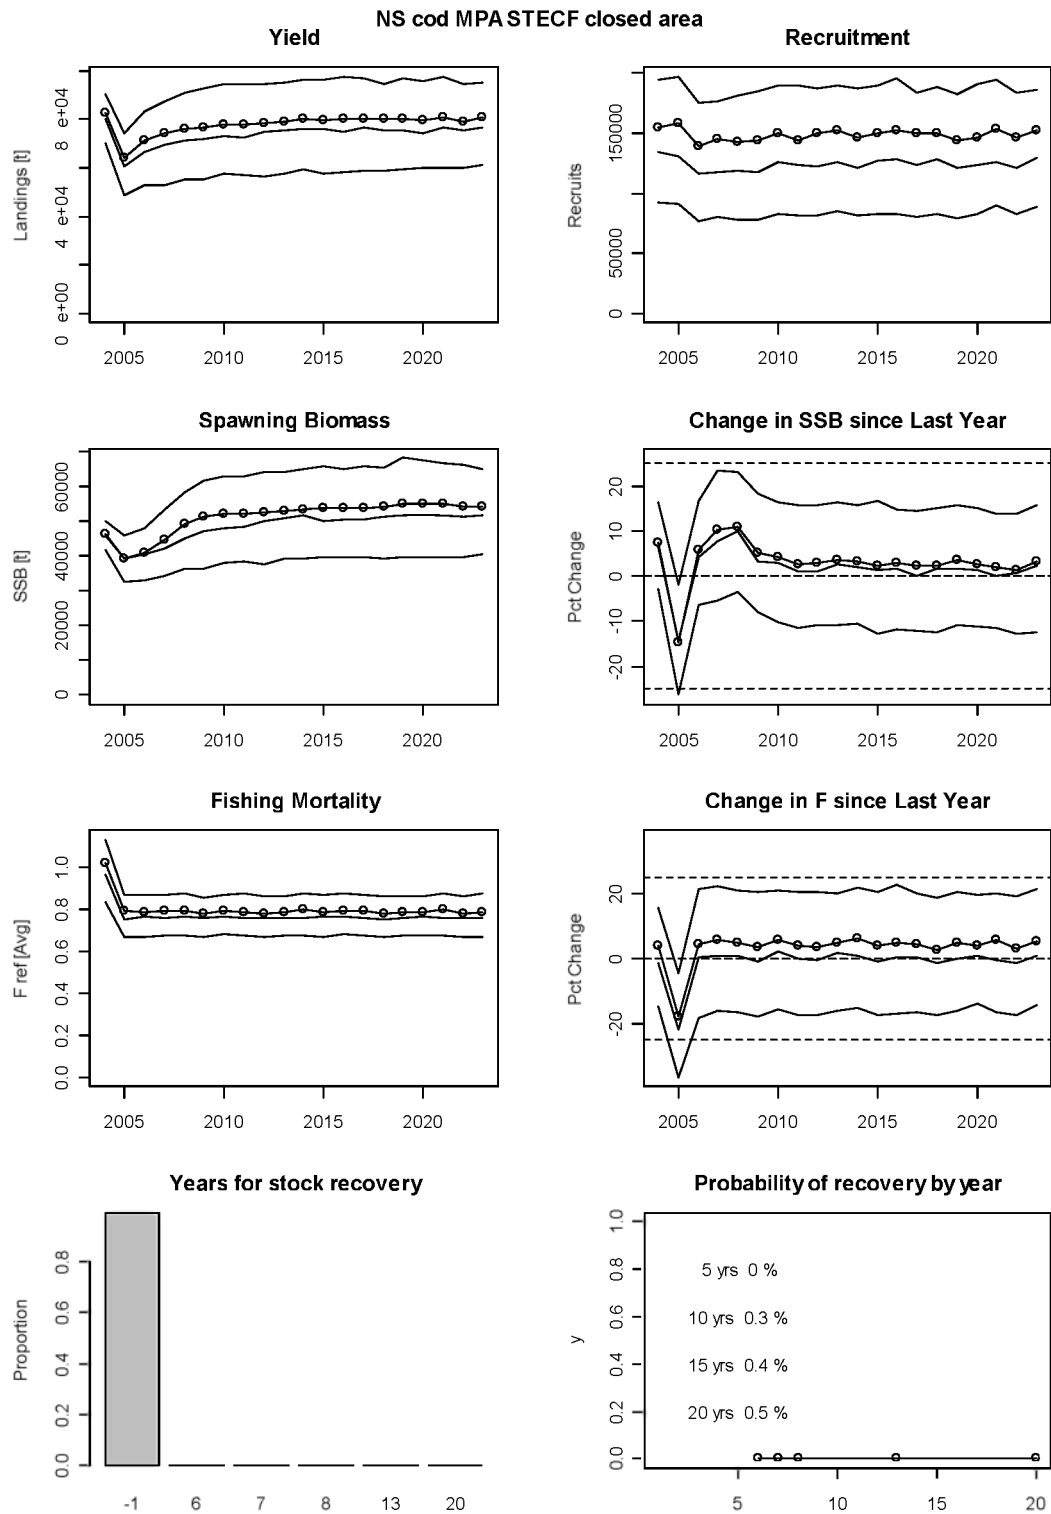 NS cod MPA STECF closed area
Yield
Recruitment
Landings [t]
0 e+00 4 e+04 8 e+04
2005 2010 2015 2020
Recruits
0 50000 150000
2005 2010 2015 2020
Spawning Biomass
Change in SSB since Last Year
SSB [t]
0 20000 40000 60000
2005 2010 2015 2020
Pct Change
-20 -10 0 10 20
2005 2010 2015 2020
Fishing Mortality
Change in F since Last Year
F ref [Avg]
0.0 0.2 0.4 0.6 0.8 1.0
2005 2010 2015 2020
Pct Change
-20 0 20
2005 2010 2015 2020
Years for stock recovery
Probability of recovery by year
Proportion
0.0 0.2 0.4 0.6 0.8
-1 6 7 8 13 20
y
0.0 0.2 0.4 0.6 0.8 1.0
5 yrs 0 %
10 yrs 0.3 %
15 yrs 0.4 %
20 yrs 0.5 %
5 10 15 20